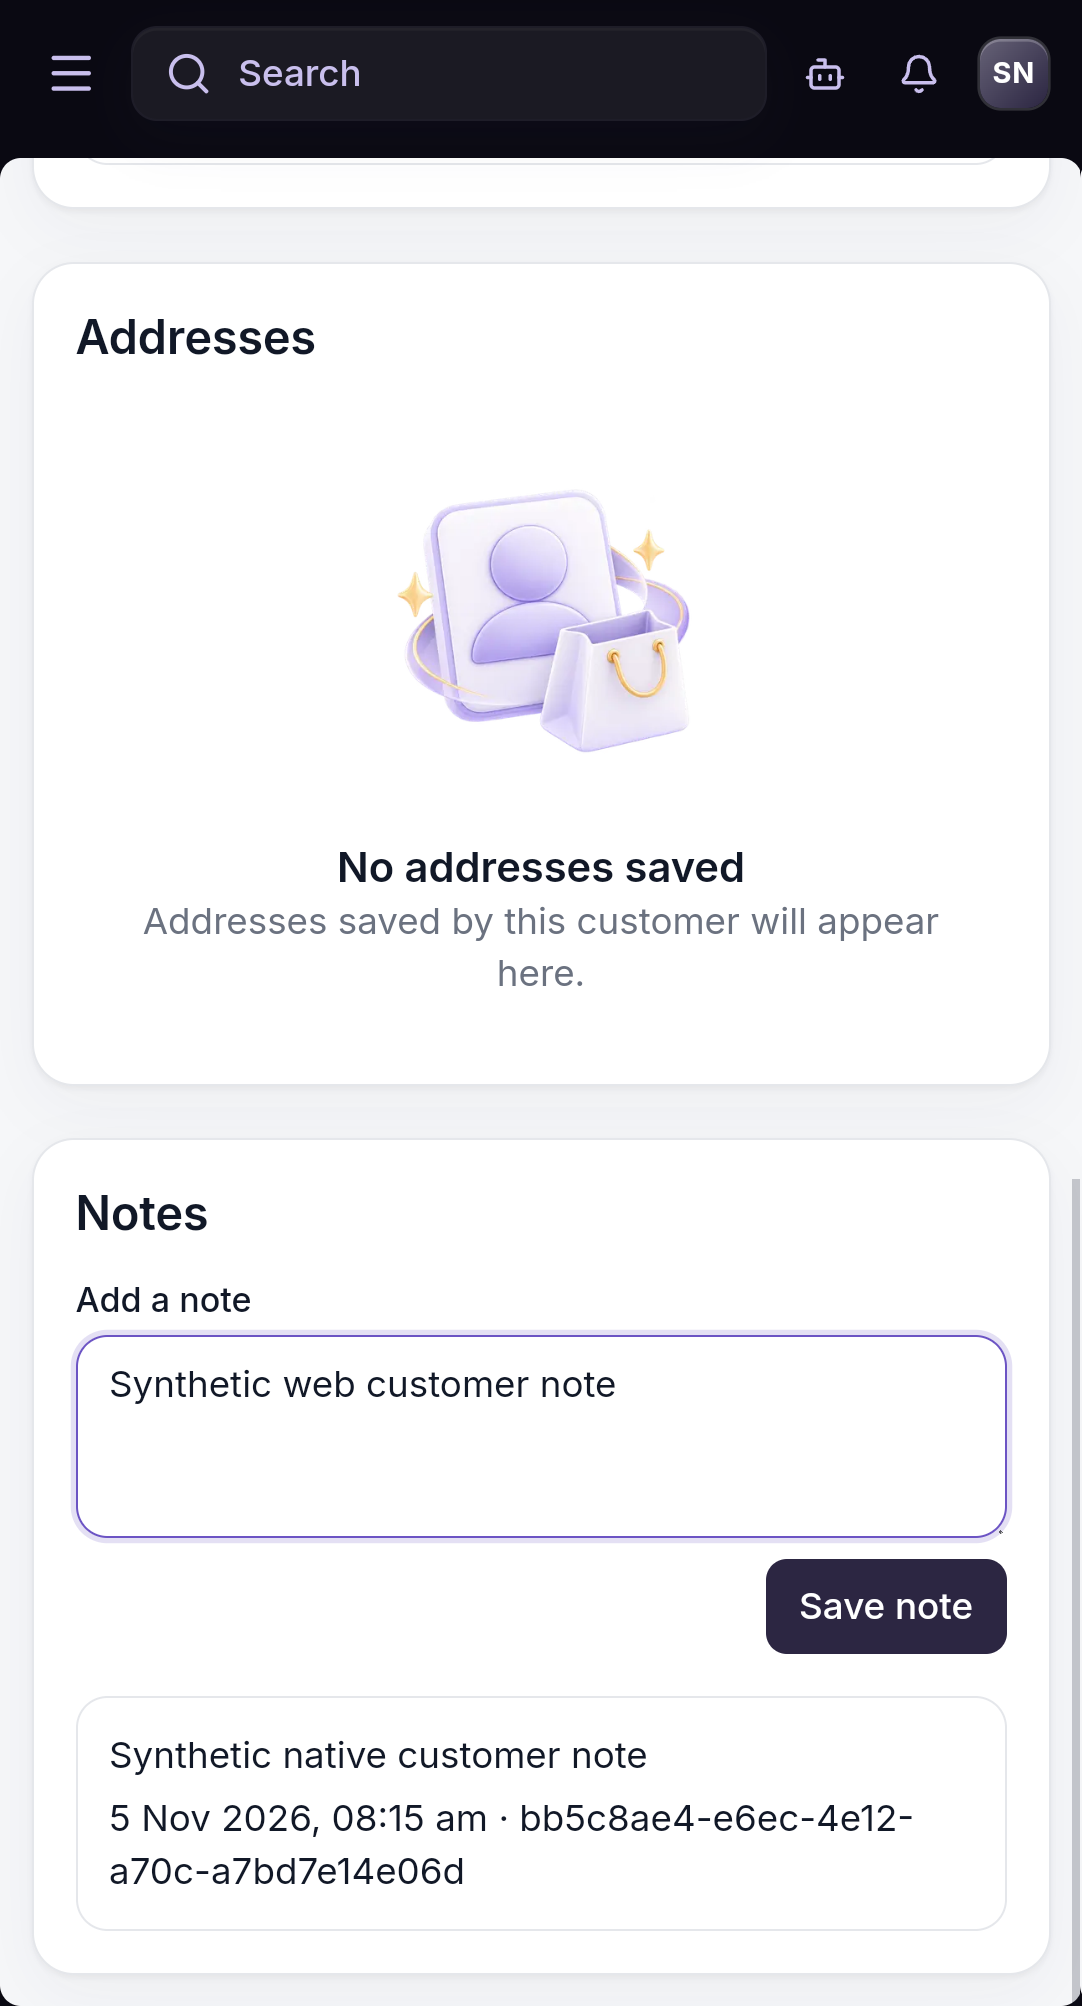 Search
SN
Addresses
No addresses saved
Addresses saved by this customer will appear
here.
Notes
Add a note
Synthetic web customer note
Save note
Synthetic native customer note
5 Nov 2026, 08:15 am · bb5c8ae4-e6ec-4e12-
a70c-a7bd7e14e06d